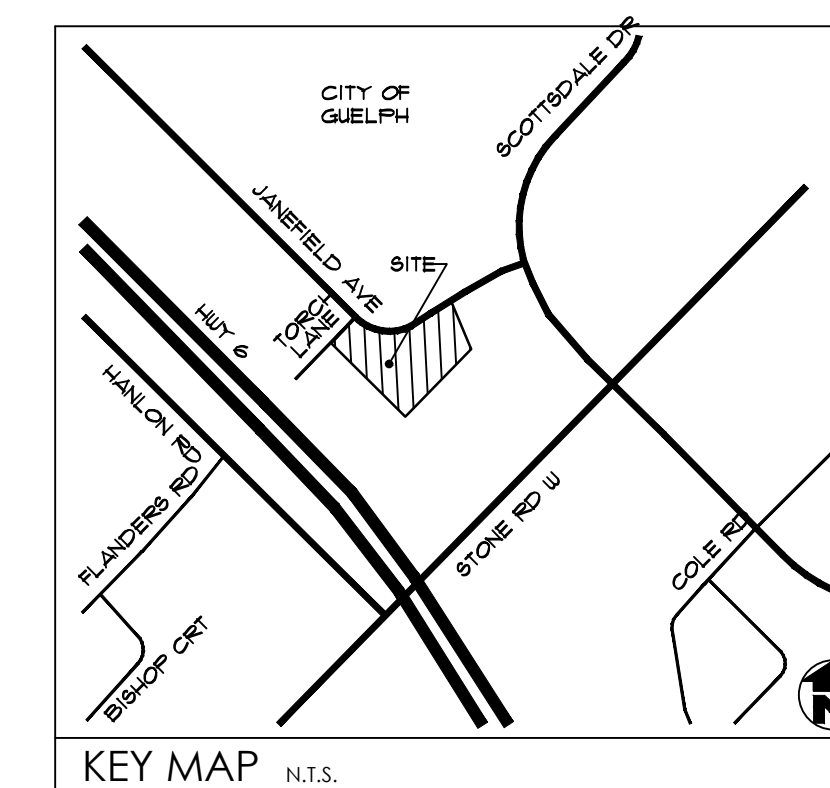 SCOTTSDALE DR
CITY OF
GUELPH
JANEFIELD AVE
SITE
TORCH
LANE
HWY 6
HANLON RD
FLANDERS RD
STONE RD W
COLE RD
BISHOP CRT
N
KEY MAP N.T.S.